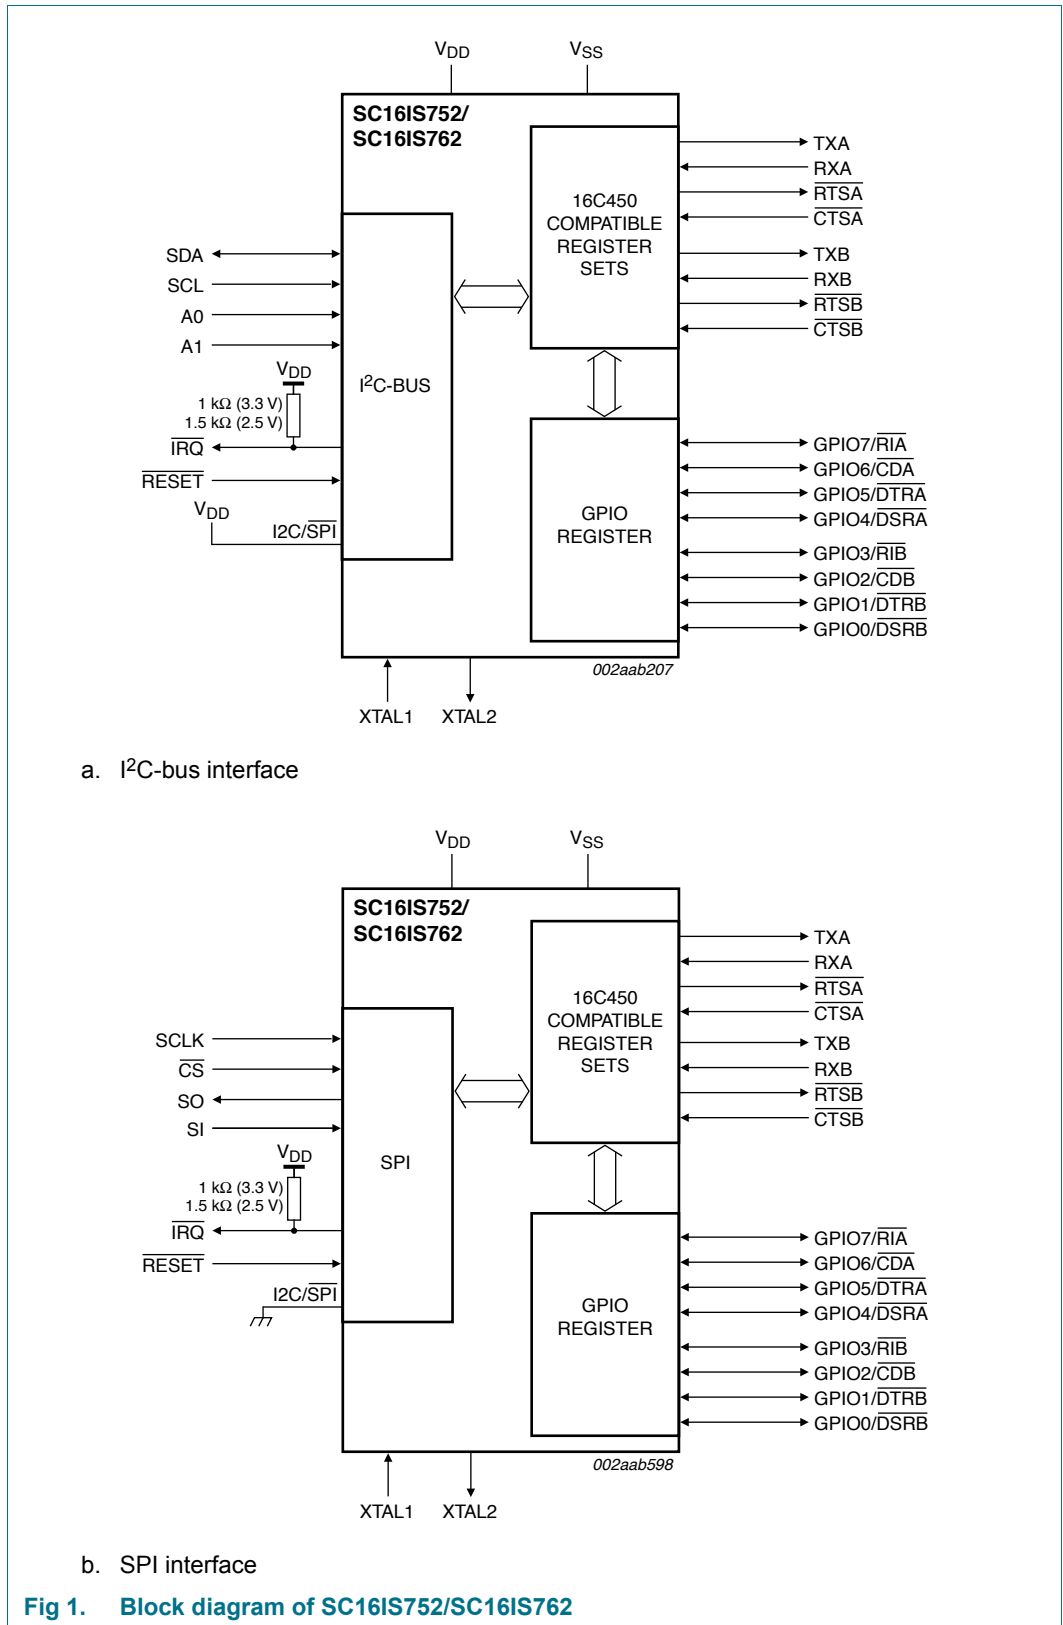 VDD
VSS
SC16IS752/
SC16IS762
16C450
COMPATIBLE
REGISTER
SETS
TXA
RXA
RTSA
CTSA
TXB
RXB
RTSB
CTSB
SDA
SCL
A0
A1
VDD
1 kΩ (3.3 V)
1.5 kΩ (2.5 V)
IRQ
RESET
VDD
I2C/SPI
I²C-BUS
GPIO
REGISTER
GPIO7/RIA
GPIO6/CDA
GPIO5/DTRA
GPIO4/DSRA
GPIO3/RIB
GPIO2/CDB
GPIO1/DTRB
GPIO0/DSRB
002aab207
XTAL1
XTAL2
a. I²C-bus interface
VDD
VSS
SC16IS752/
SC16IS762
16C450
COMPATIBLE
REGISTER
SETS
TXA
RXA
RTSA
CTSA
TXB
RXB
RTSB
CTSB
SCLK
CS
SO
SI
VDD
1 kΩ (3.3 V)
1.5 kΩ (2.5 V)
IRQ
RESET
I2C/SPI
SPI
GPIO
REGISTER
GPIO7/RIA
GPIO6/CDA
GPIO5/DTRA
GPIO4/DSRA
GPIO3/RIB
GPIO2/CDB
GPIO1/DTRB
GPIO0/DSRB
002aab598
XTAL1
XTAL2
b. SPI interface
Fig 1. Block diagram of SC16IS752/SC16IS762